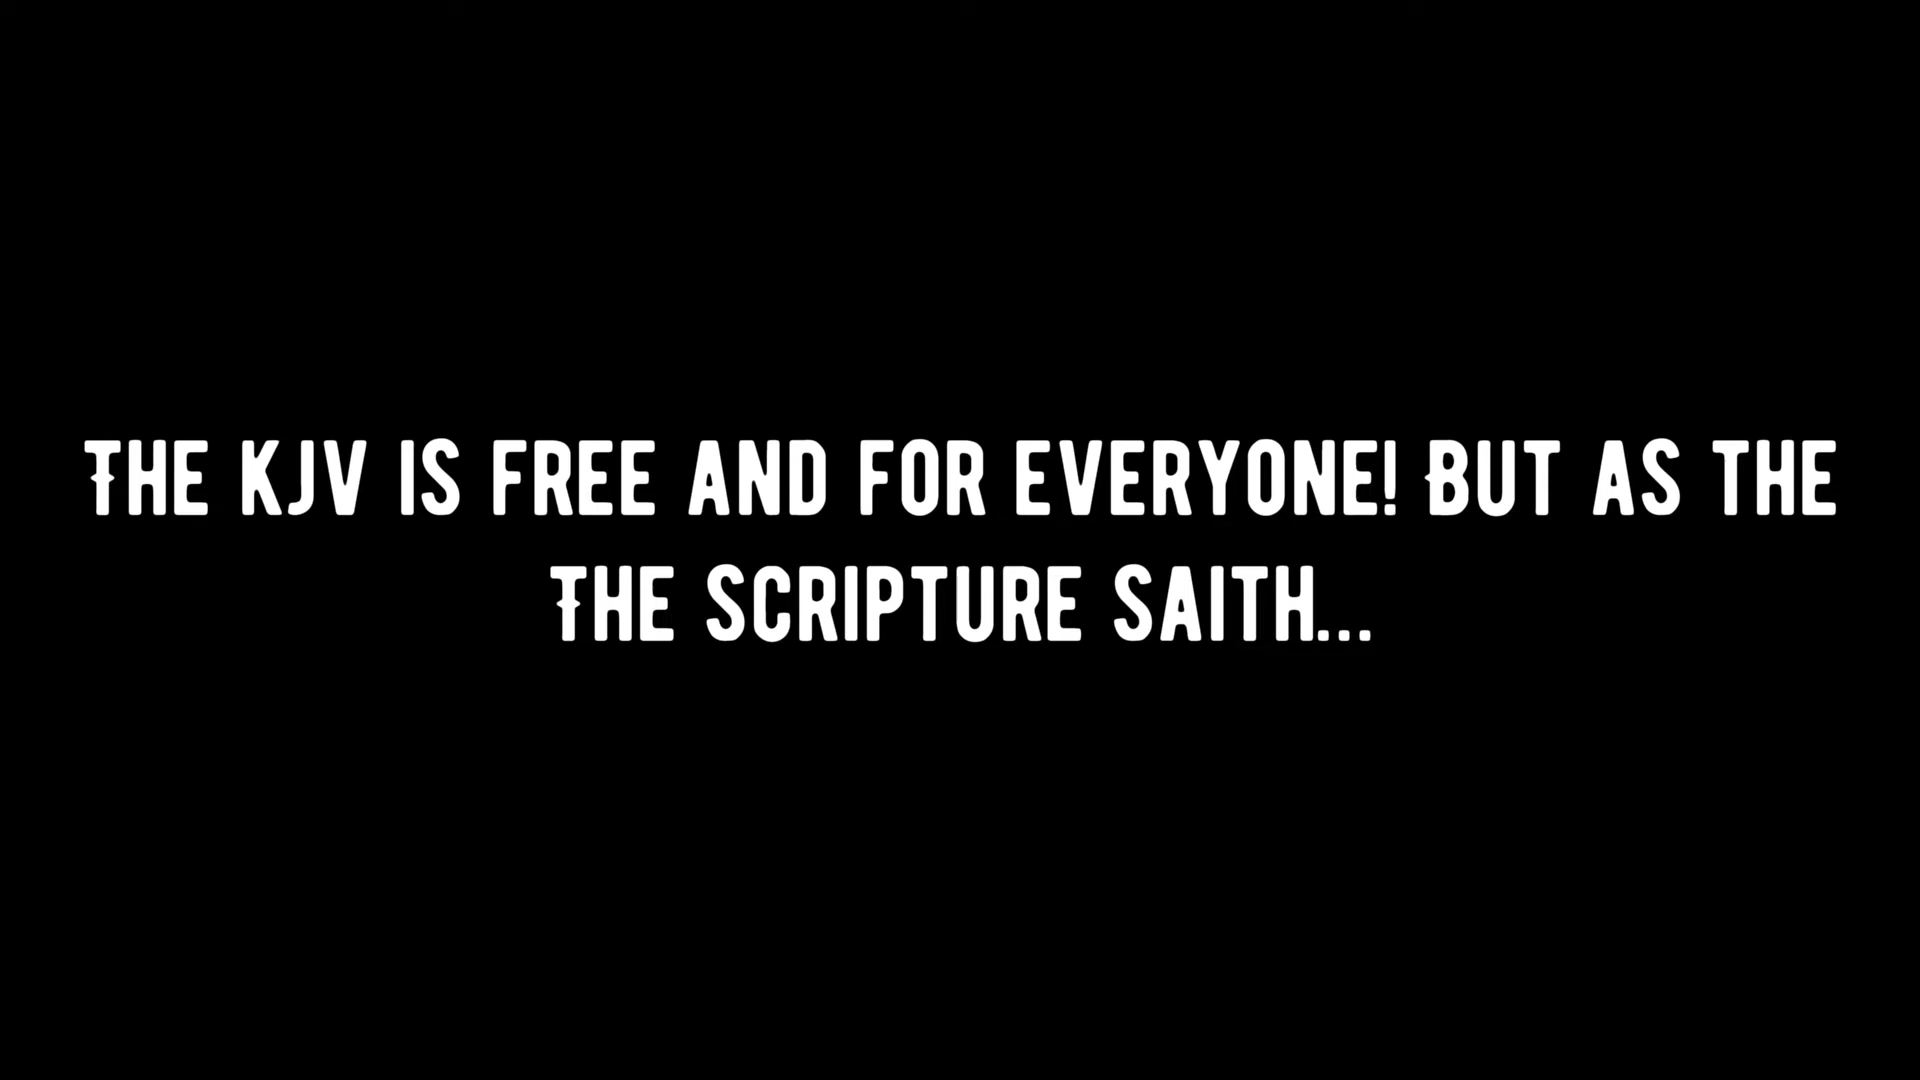 THE KJV IS FREE AND FOR EVERYONE! BUT AS THE
THE SCRIPTURE SAITH...